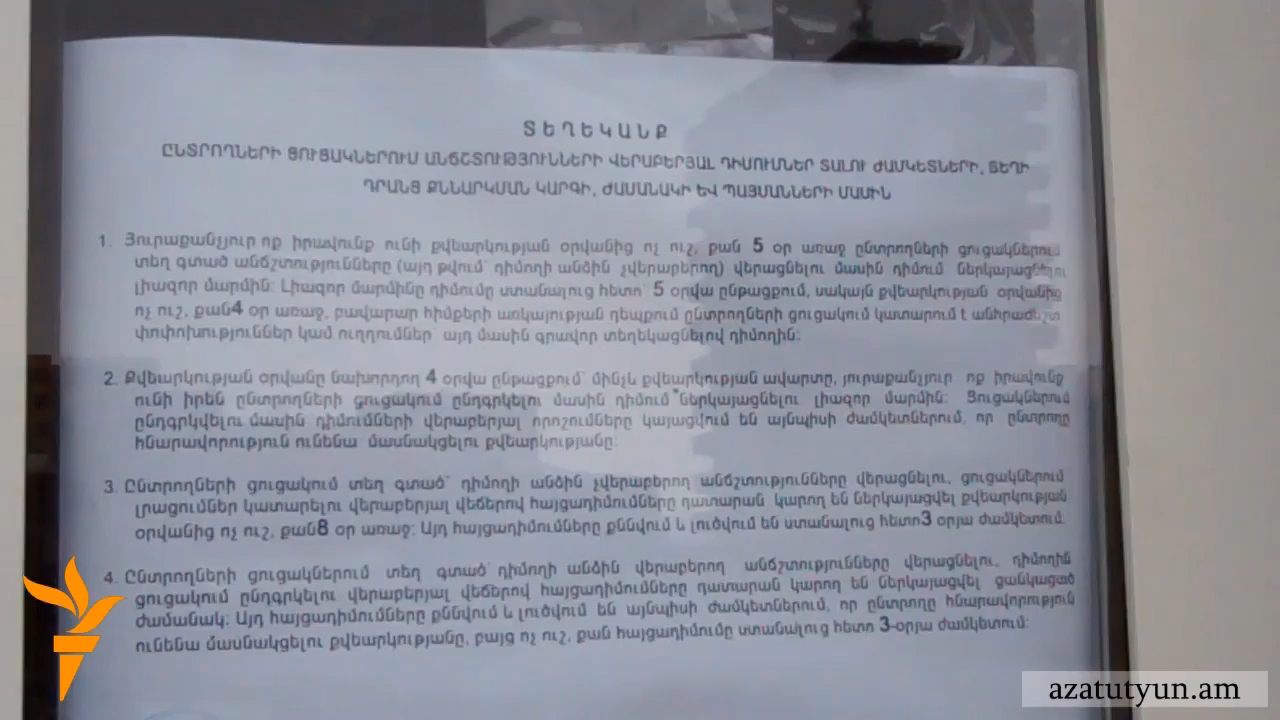 ՏԵՂԵԿԱՆՔ
ԸՆՏՐՈՂՆԵՐԻ ՑՈՒՑԱԿՆԵՐՈՒՄ ԱՆՃՇՏՈՒԹՅՈՒՆՆԵՐԻ ՎԵՐԱԲԵՐՅԱԼ ԴԻՄՈՒՄՆԵՐ ՏԱԼՈՒ ԺԱՄԿԵՏՆԵՐԻ, ՏԵՂԻ
ԴՐԱՆՑ ՔՆՆԱՐԿՄԱՆ ԿԱՐԳԻ, ԺԱՄԱՆԱԿԻ ԵՎ ՊԱՅՄԱՆՆԵՐԻ ՄԱՍԻՆ
1. Յուրաքանչյուր ոք իրավունք ունի քվեարկության օրվանից ոչ ուշ, քան 5 օր առաջ ընտրողների ցուցակներում
տեղ գտած անճշտությունները (այդ թվում՝ դիմողի անձին չվերաբերող) վերացնելու մասին դիմում ներկայացնելու
լիազոր մարմին: Լիազոր մարմինը դիմումը ստանալուց հետո՝ 5 օրվա ընթացքում, սակայն քվեարկության օրվանից
ոչ ուշ, քան4 օր առաջ, բավարար հիմքերի առկայության դեպքում ընտրողների ցուցակում կատարում է անհրաժեշտ
փոփոխություններ կամ ուղղումներ՝ այդ մասին գրավոր տեղեկացնելով դիմողին:
2. Քվեարկության օրվանը նախորդող 4 օրվա ընթացքում՝ մինչև քվեարկության ավարտը, յուրաքանչյուր ոք իրավունք
ունի իրեն ընտրողների ցուցակում ընդգրկելու մասին դիմում ներկայացնելու լիազոր մարմին: Ցուցակներում
ընդգրկվելու մասին դիմումների վերաբերյալ որոշումները կայացվում են այնպիսի ժամկետներում, որ ընտրողը
հնարավորություն ունենա մասնակցելու քվեարկությանը:
3. Ընտրողների ցուցակում տեղ գտած՝ դիմողի անձին չվերաբերող անճշտությունները վերացնելու, ցուցակներում
լրացումներ կատարելու վերաբերյալ վեճերով հայցադիմումները դատարան կարող են ներկայացվել քվեարկության
օրվանից ոչ ուշ, քան8 օր առաջ: Այդ հայցադիմումները քննվում և լուծվում են ստանալուց հետո3 օրյա ժամկետում:
4. Ընտրողների ցուցակներում տեղ գտած՝ դիմողի անձին վերաբերող անճշտությունները վերացնելու, դիմողին
ցուցակում ընդգրկելու վերաբերյալ վեճերով հայցադիմումները դատարան կարող են ներկայացվել ցանկացած
ժամանակ: Այդ հայցադիմումները քննվում և լուծվում են այնպիսի ժամկետներում, որ ընտրողը հնարավորություն
ունենա մասնակցելու քվեարկությանը, բայց ոչ ուշ, քան հայցադիմումը ստանալուց հետո 3-օրյա ժամկետում:
azatutyun.am